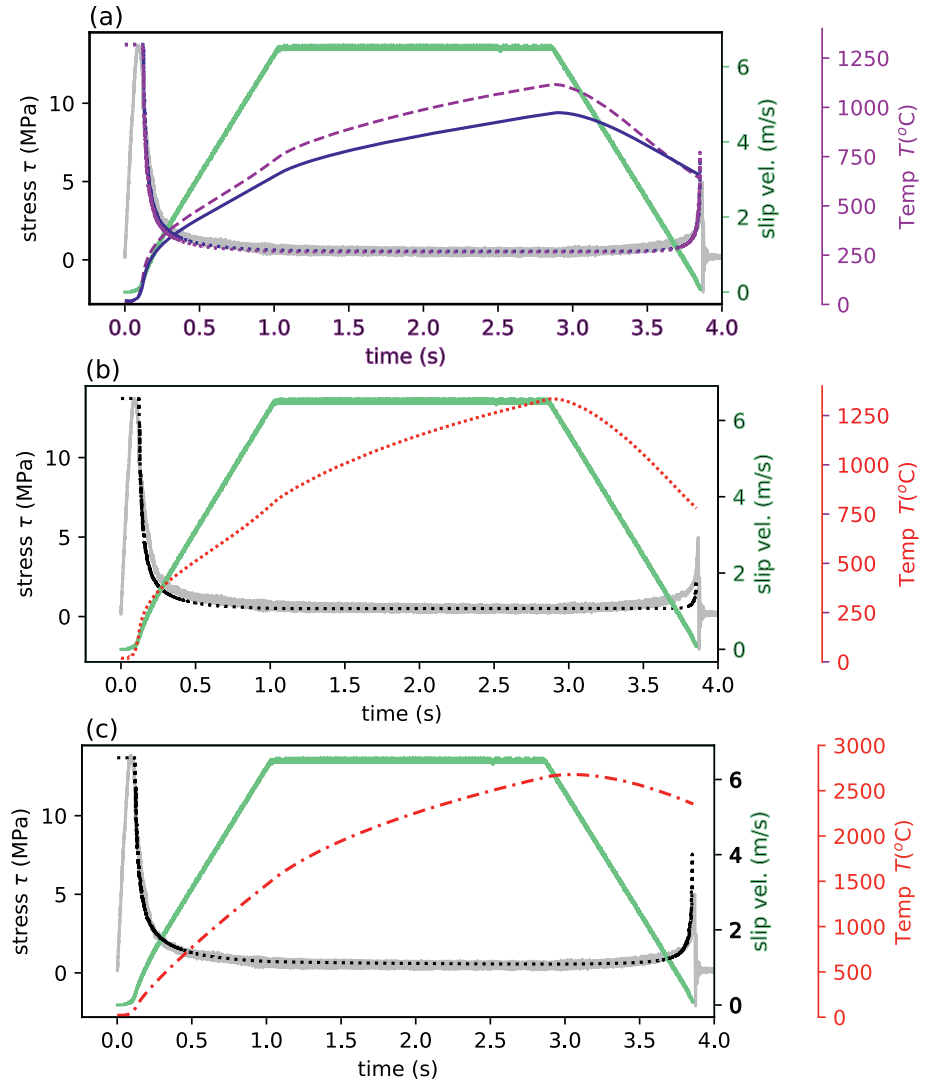 (a)
stress τ (MPa)
10
5
0
0.0 0.5 1.0 1.5 2.0 2.5 3.0 3.5 4.0
time (s)
6
4
2
0
slip vel. (m/s)
1250
1000
750
500
250
0
Temp T(°C)
(b)
stress τ (MPa)
10
5
0
0.0 0.5 1.0 1.5 2.0 2.5 3.0 3.5 4.0
time (s)
6
4
2
0
slip vel. (m/s)
1250
1000
750
500
250
0
Temp T(°C)
(c)
stress τ (MPa)
10
5
0
0.0 0.5 1.0 1.5 2.0 2.5 3.0 3.5 4.0
time (s)
6
4
2
0
slip vel. (m/s)
3000
2500
2000
1500
1000
500
0
Temp T(°C)